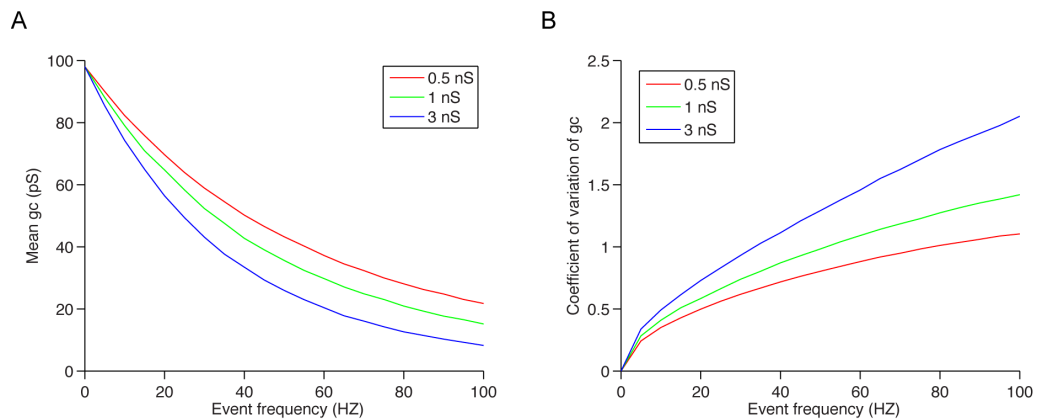 A
Mean gc (pS)
100
80
60
40
20
0
0 20 40 60 80 100
Event frequency (HZ)
0.5 nS
1 nS
3 nS
B
Coefficient of variation of gc
2.5
2
1.5
1
0.5
0
0 20 40 60 80 100
Event frequency (HZ)
0.5 nS
1 nS
3 nS